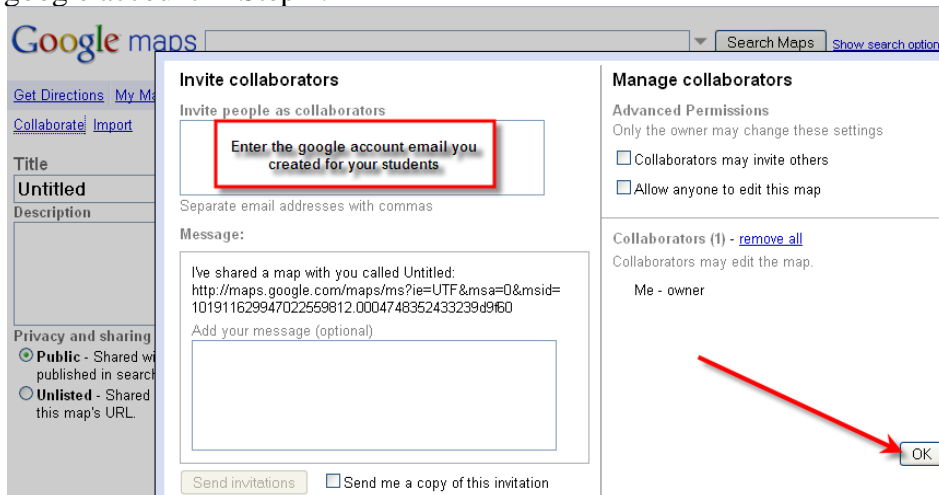 Google maps
Search Maps
Show search option
Get Directions My Ma
Collaborate Import
Title
Untitled
Description
Privacy and sharing
Public - Shared wi
published in search
Unlisted - Shared
this map's URL.
Invite collaborators
Invite people as collaborators
Enter the google account email you
created for your students
Separate email addresses with commas
Message:
I've shared a map with you called Untitled:
http://maps.google.com/maps/ms?ie=UTF&msa=0&msid=
101911629947022559812.0004748352433239d9f60
Add your message (optional)
Send invitations
Send me a copy of this invitation
Manage collaborators
Advanced Permissions
Only the owner may change these settings
Collaborators may invite others
Allow anyone to edit this map
Collaborators (1) - remove all
Collaborators may edit the map.
Me - owner
OK